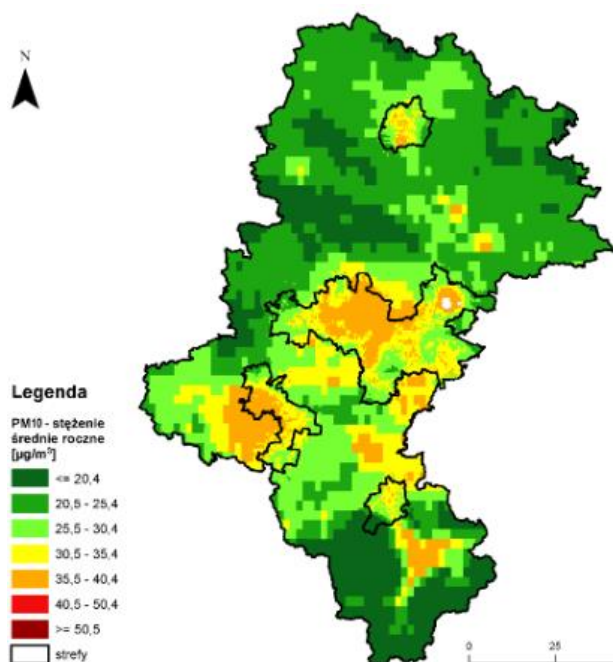 N
Legenda
PM10 - stężenie
średnie roczne
[µg/m³]
<= 20,4
20,5 - 25,4
25,5 - 30,4
30,5 - 35,4
35,5 - 40,4
40,5 - 50,4
>= 50,5
strefy
0 25